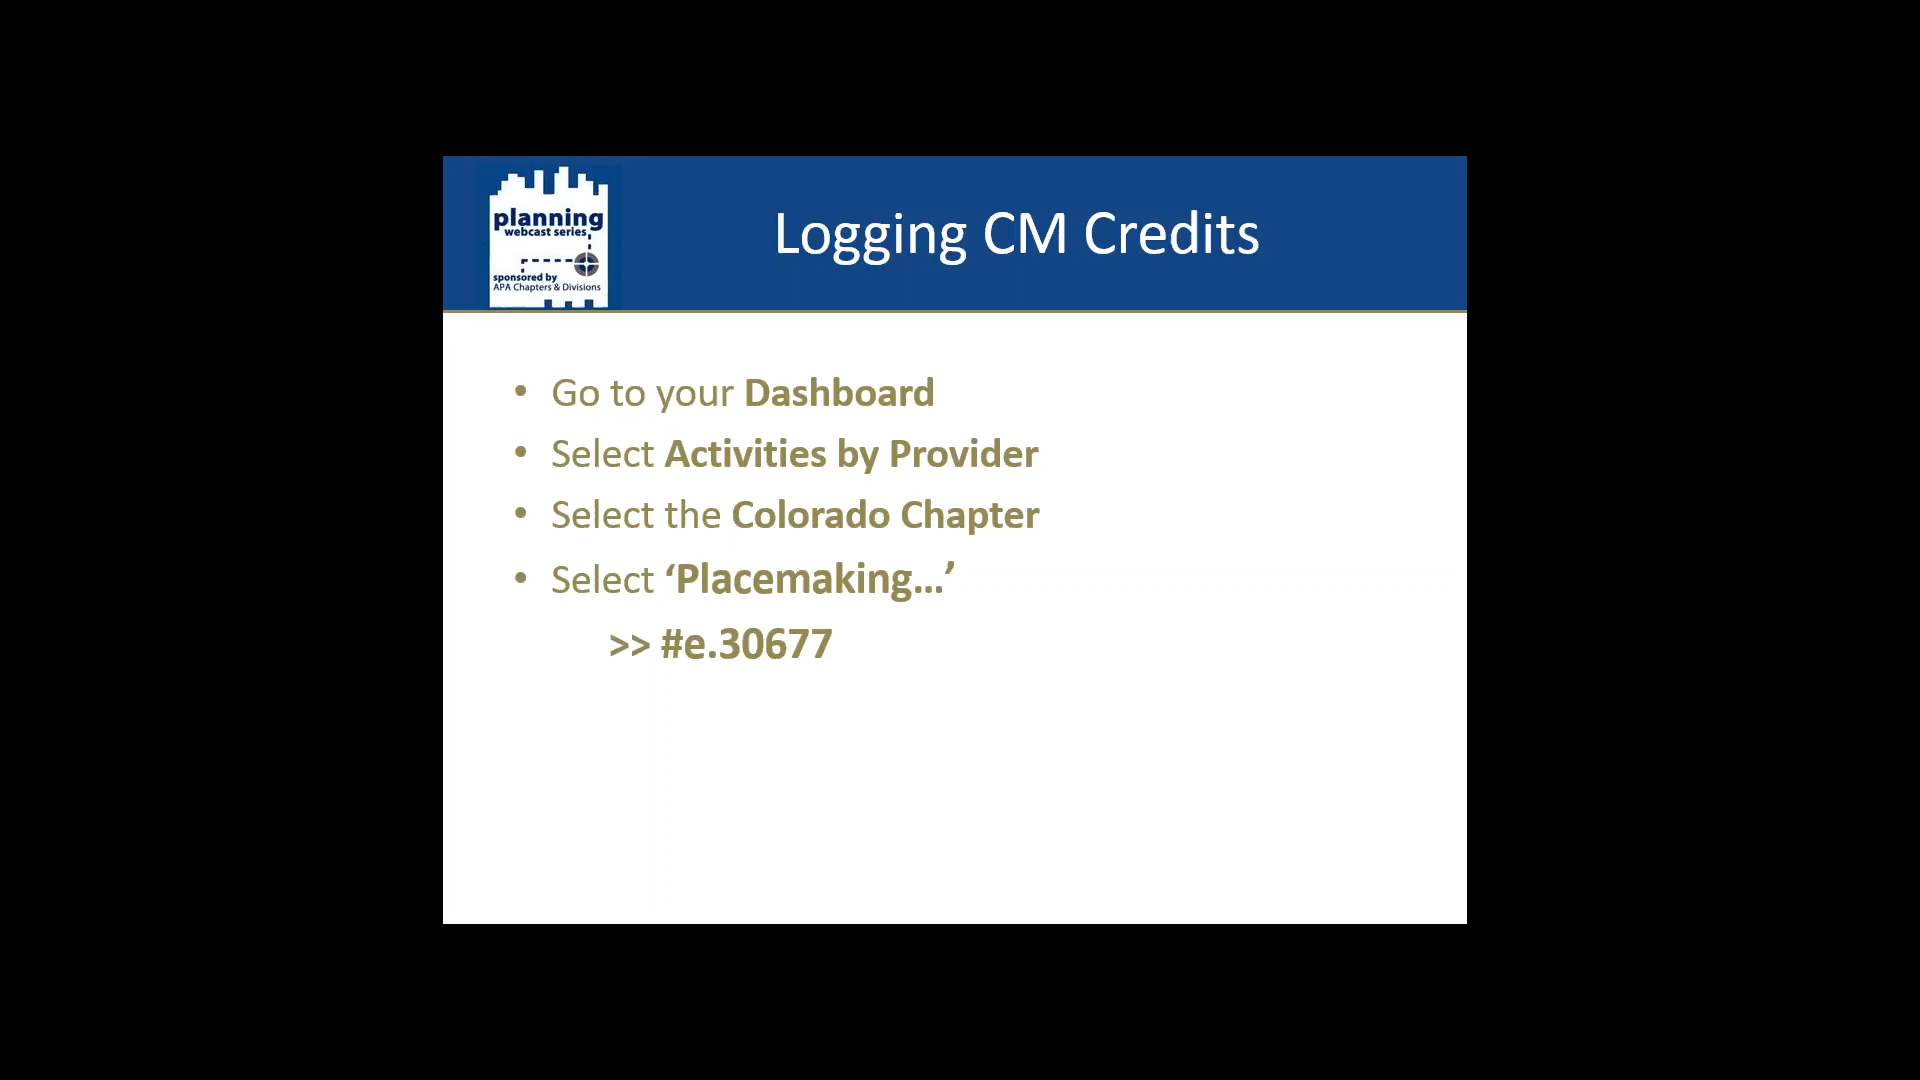 planning
webcast series
sponsored by
APA Chapters & Divisions
Logging CM Credits
• Go to your Dashboard
• Select Activities by Provider
• Select the Colorado Chapter
• Select ‘Placemaking…’
>> #e.30677